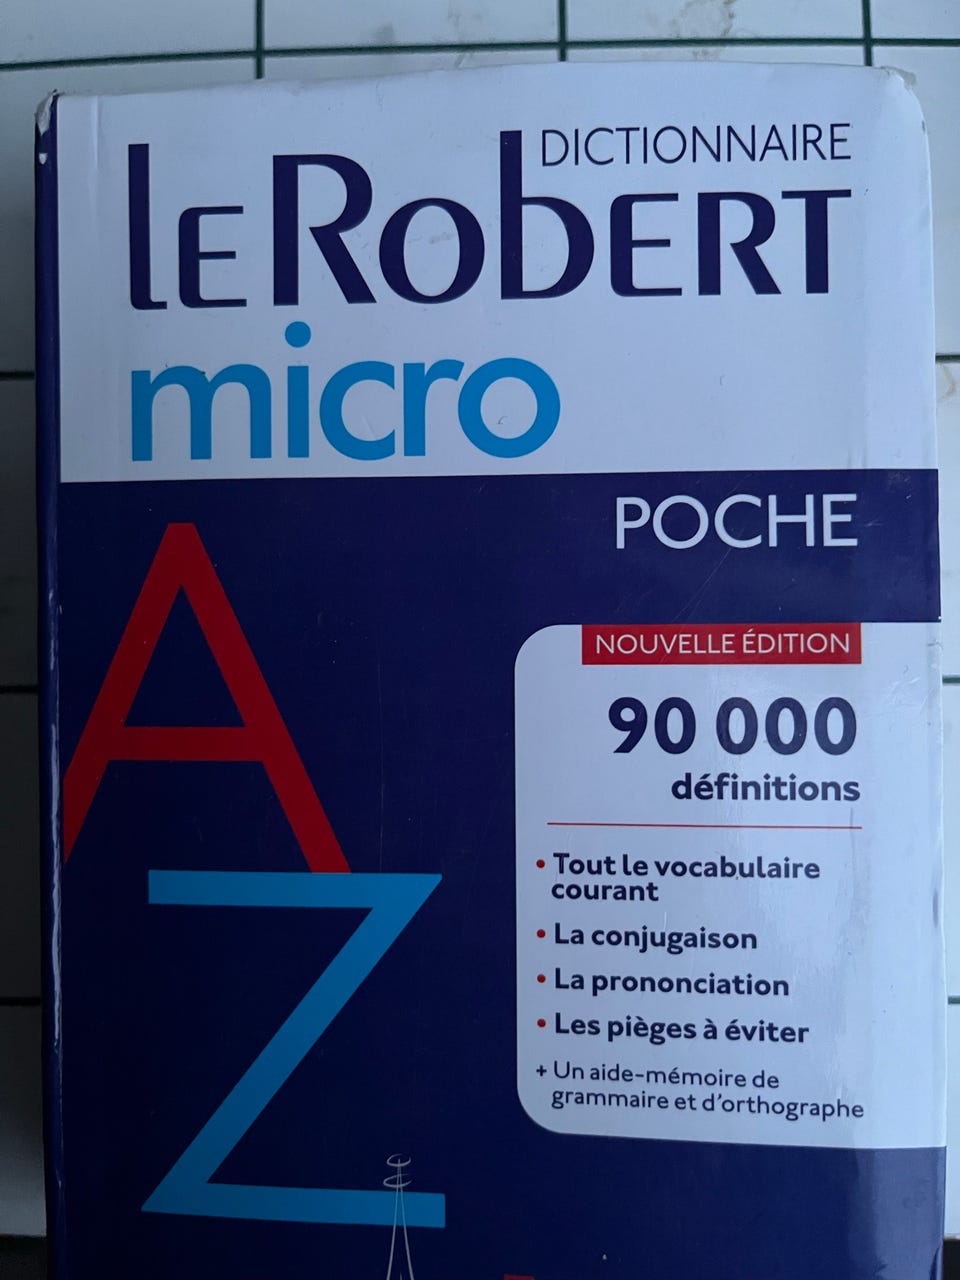 DICTIONNAIRE
le Robert
micro
POCHE
A
Z
NOUVELLE ÉDITION
90 000
définitions
• Tout le vocabulaire
courant
• La conjugaison
• La prononciation
• Les pièges à éviter
+ Un aide-mémoire de
grammaire et d’orthographe